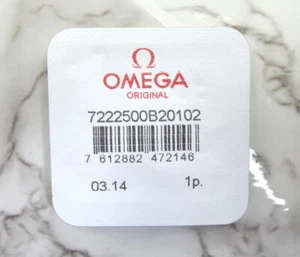 OMEGA
ORIGINAL
7222500B20102
7 612882 472146
03.14 1p.